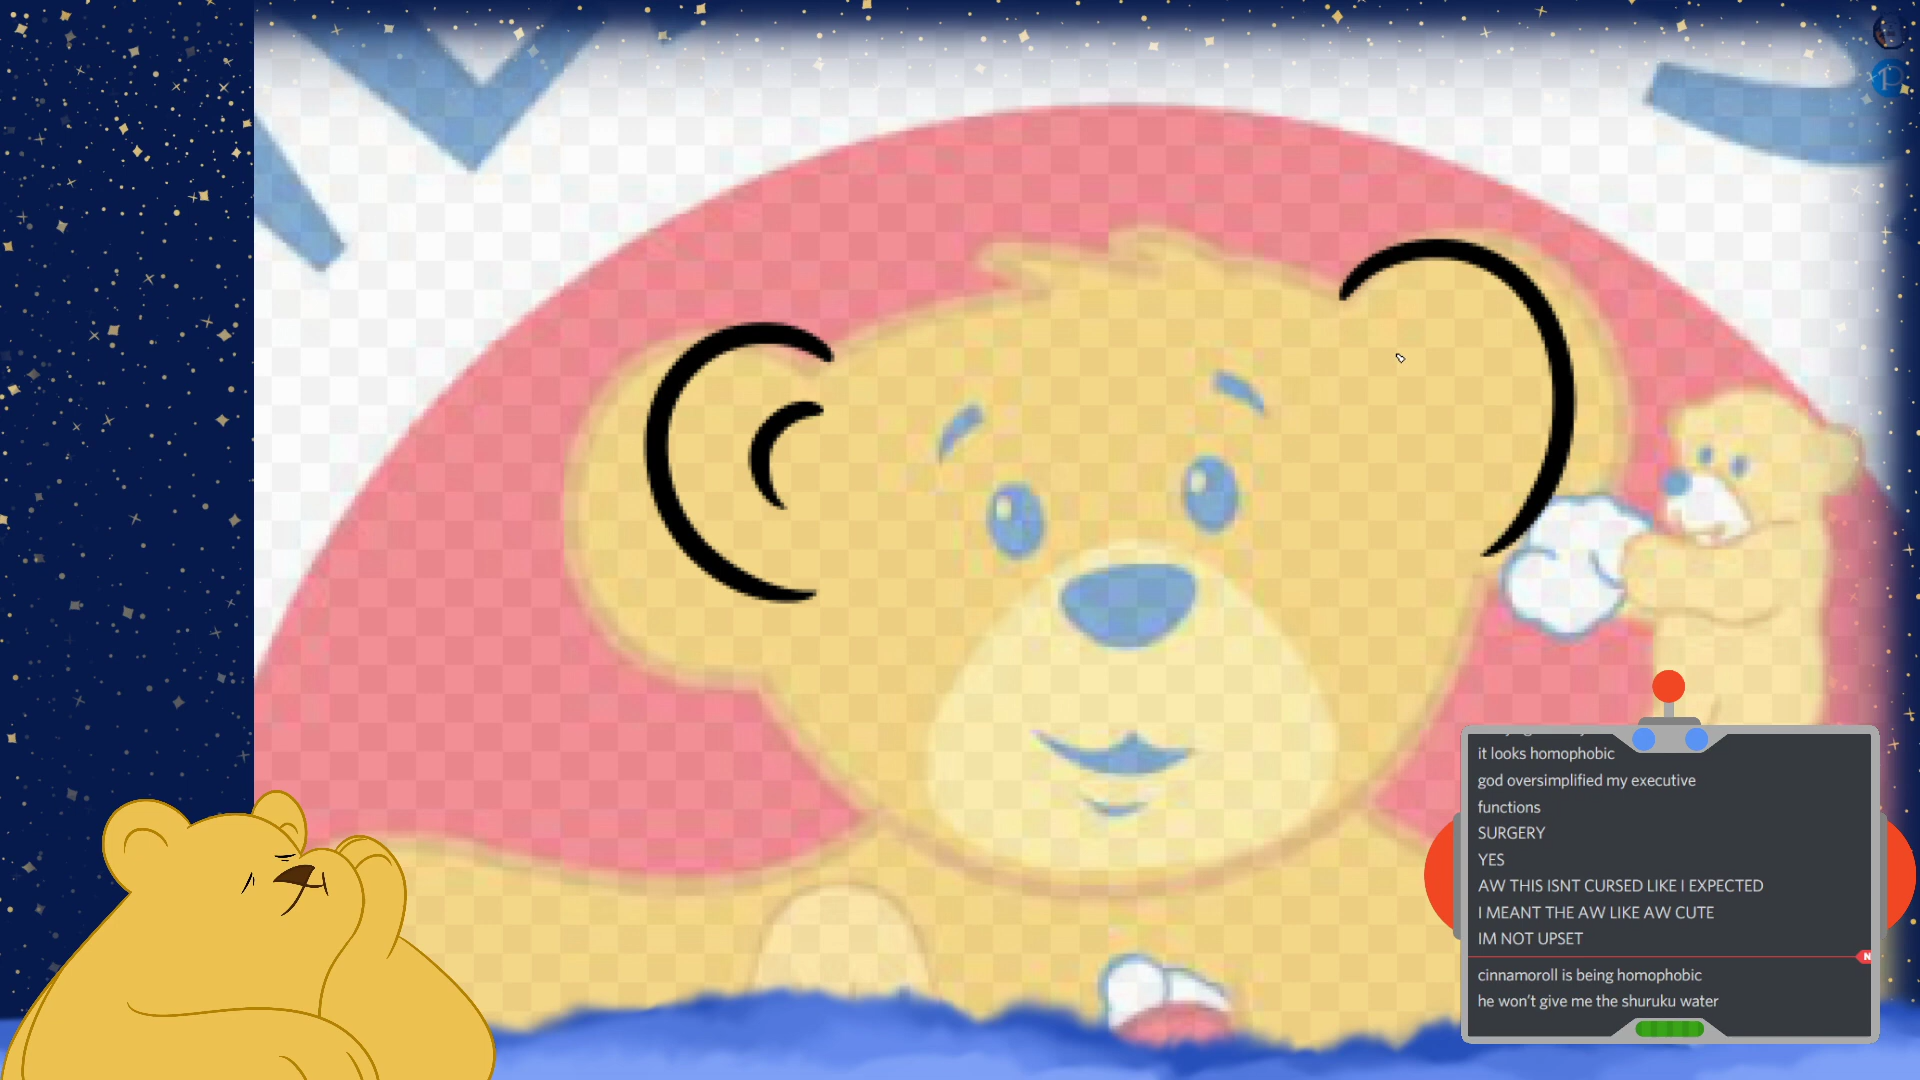 it looks homophobic
god oversimplified my executive
functions
SURGERY
YES
AW THIS ISNT CURSED LIKE I EXPECTED
I MEANT THE AW LIKE AW CUTE
IM NOT UPSET
N
cinnamoroll is being homophobic
he won't give me the shuruku water